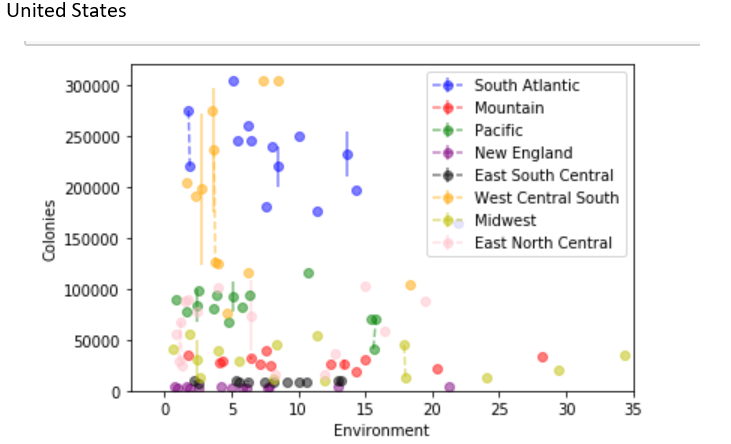 United States
300000
250000
200000
150000
100000
50000
0
Colonies
0 5 10 15 20 25 30 35
Environment
South Atlantic
Mountain
Pacific
New England
East South Central
West Central South
Midwest
East North Central